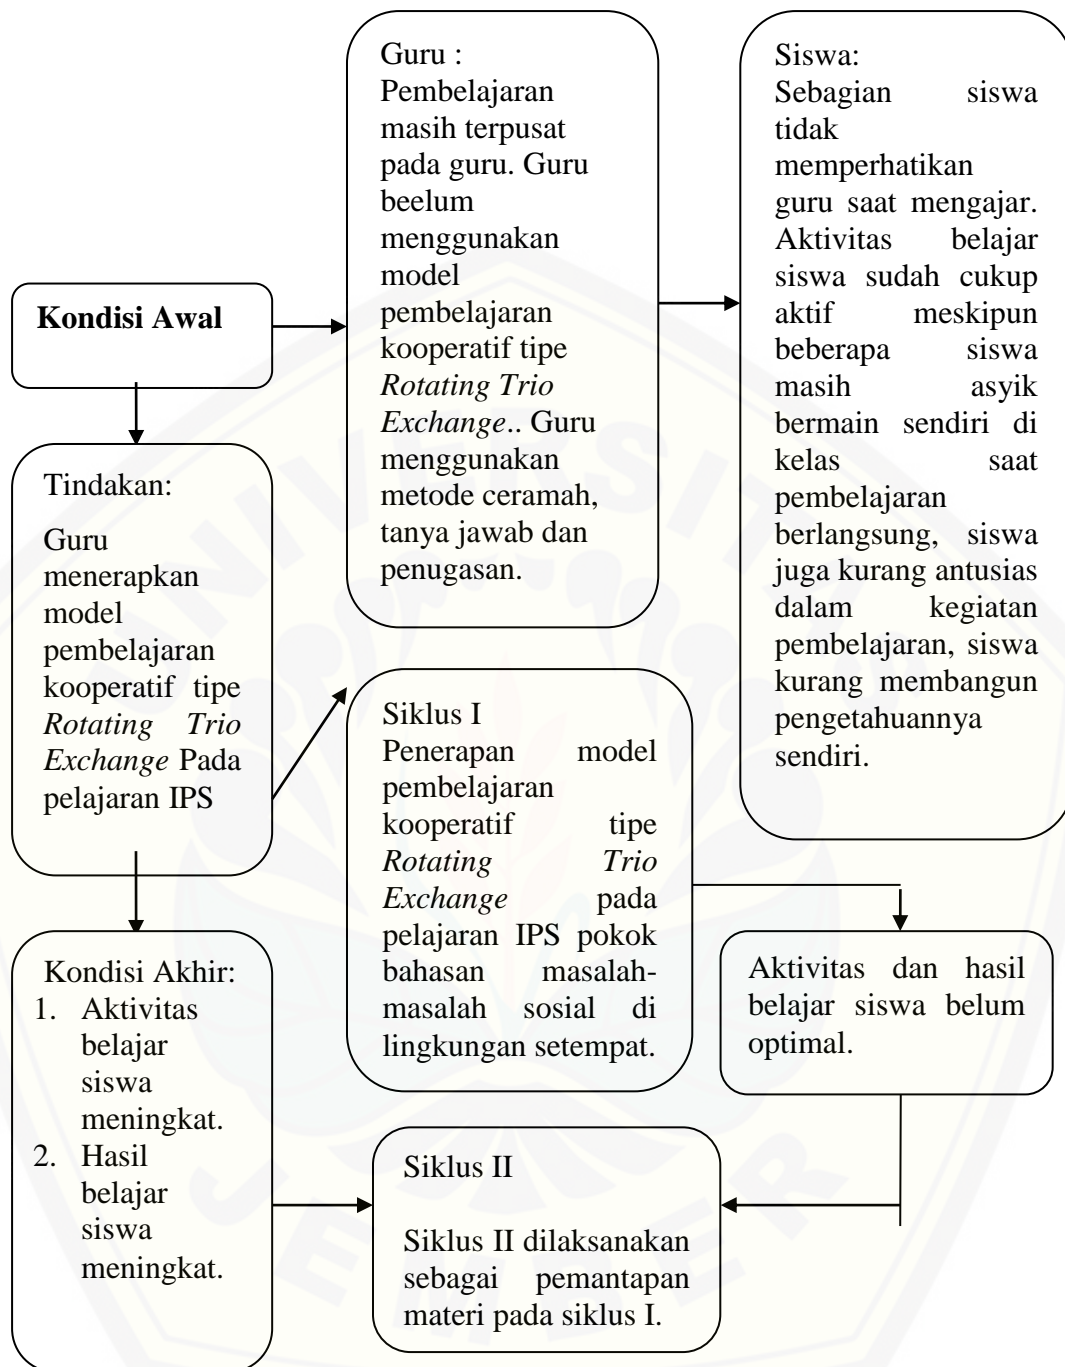 Kondisi Awal
Guru :
Pembelajaran
masih terpusat
pada guru. Guru
beelum
menggunakan
model
pembelajaran
kooperatif tipe
Rotating Trio
Exchange.. Guru
menggunakan
metode ceramah,
tanya jawab dan
penugasan.
Siswa:
Sebagian siswa
tidak
memperhatikan
guru saat mengajar.
Aktivitas belajar
siswa sudah cukup
aktif meskipun
beberapa siswa
masih asyik
bermain sendiri di
kelas saat
pembelajaran
berlangsung, siswa
juga kurang antusias
dalam kegiatan
pembelajaran, siswa
kurang membangun
pengetahuannya
sendiri.
Tindakan:
Guru
menerapkan
model
pembelajaran
kooperatif tipe
Rotating Trio
Exchange Pada
pelajaran IPS
Siklus I
Penerapan model
pembelajaran
kooperatif tipe
Rotating Trio
Exchange pada
pelajaran IPS pokok
bahasan masalah-
masalah sosial di
lingkungan setempat.
Aktivitas dan hasil
belajar siswa belum
optimal.
Kondisi Akhir:
1. Aktivitas
belajar
siswa
meningkat.
2. Hasil
belajar
siswa
meningkat.
Siklus II
Siklus II dilaksanakan
sebagai pemantapan
materi pada siklus I.
UNIVERSITAS
JEMBER